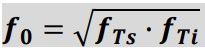 f₀ = √(f_Ts · f_Ti)